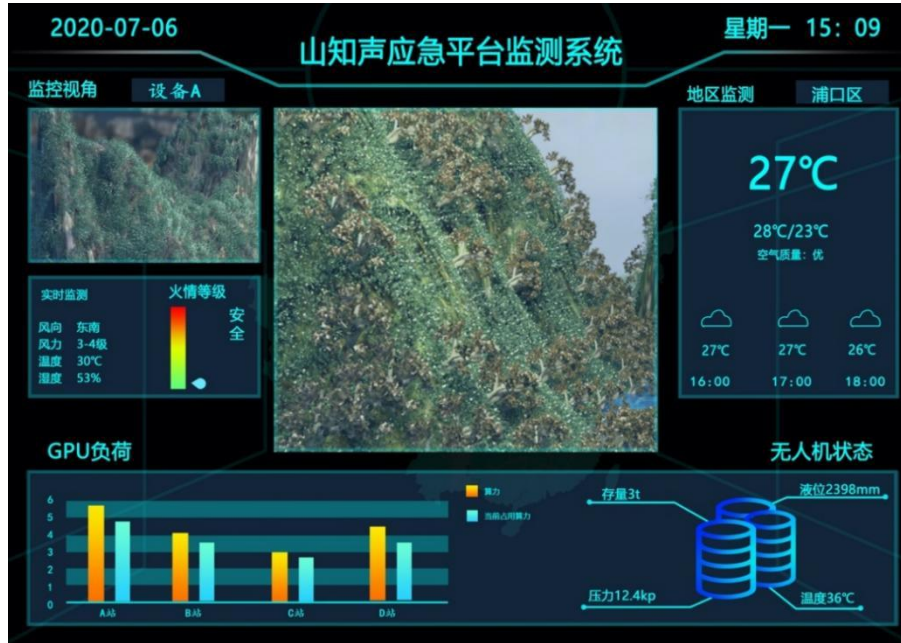 2020-07-06
星期一 15: 09
山知声应急平台监测系统
监控视角 设备A
地区监测 浦口区
27℃
28℃/23℃
空气质量: 优
27℃ 27℃ 26℃
16:00 17:00 18:00
实时监测
火情等级
安全
风向 东南
风力 3-4级
温度 30℃
湿度 53%
GPU负荷
6
5
4
3
2
1
0
A站 B站 C站 D站
算力
当前占用算力
无人机状态
存量3t
液位2398mm
压力12.4kp
温度36℃